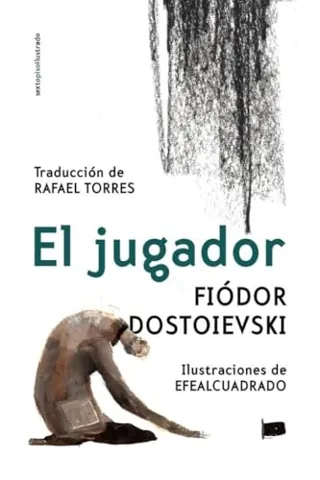 sextopisoilustrado
Traducción de
RAFAEL TORRES
El jugador
FIÓDOR
DOSTOIEVSKI
Ilustraciones de
EFEALCUADRADO